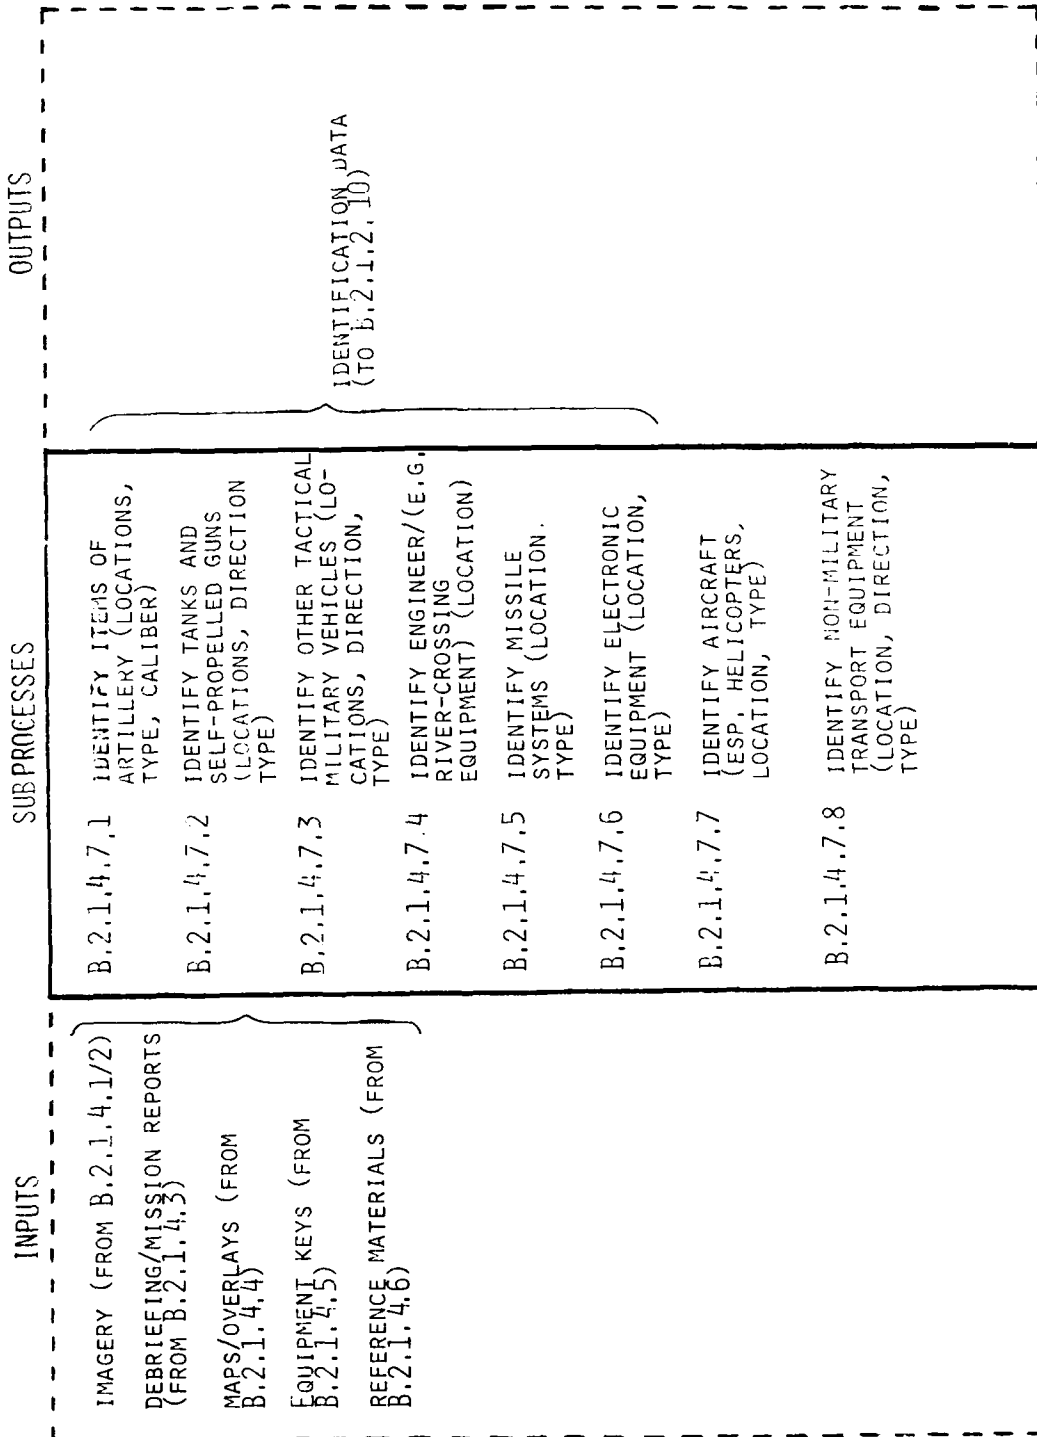 INPUTS
IMAGERY (FROM B.2.1.4.1/2)
DEBRIEFING/MISSION REPORTS
(FROM B.2.1.4.3)
MAPS/OVERLAYS (FROM
B.2.1.4.4)
EQUIPMENT KEYS (FROM
B.2.1.4.5)
REFERENCE MATERIALS (FROM
B.2.1.4.6)
SUBPROCESSES
B.2.1.4.7.1 IDENTIFY ITEMS OF
ARTILLERY (LOCATIONS,
TYPE, CALIBER)
B.2.1.4.7.2 IDENTIFY TANKS AND
SELF-PROPELLED GUNS
(LOCATIONS, DIRECTION
TYPE)
B.2.1.4.7.3 IDENTIFY OTHER TACTICAL
MILITARY VEHICLES (LO-
CATIONS, DIRECTION,
TYPE)
B.2.1.4.7.4 IDENTIFY ENGINEER/(E.G.
RIVER-CROSSING
EQUIPMENT) (LOCATION)
B.2.1.4.7.5 IDENTIFY MISSILE
SYSTEMS (LOCATION.
TYPE)
B.2.1.4.7.6 IDENTIFY ELECTRONIC
EQUIPMENT (LOCATION,
TYPE)
B.2.1.4.7.7 IDENTIFY AIRCRAFT
(ESP. HELICOPTERS,
LOCATION, TYPE)
B.2.1.4.7.8 IDENTIFY NON-MILITARY
TRANSPORT EQUIPMENT
(LOCATION, DIRECTION,
TYPE)
OUTPUTS
IDENTIFICATION DATA
(TO B.2.1.2.10)